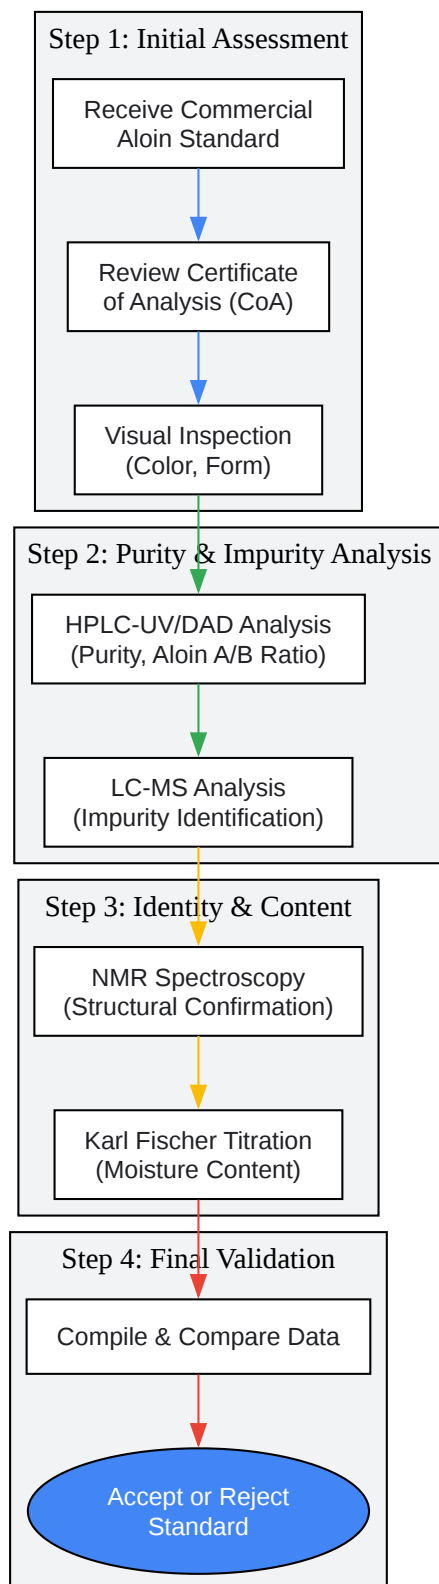 Step 1: Initial Assessment
Receive Commercial
Aloin Standard
Review Certificate
of Analysis (CoA)
Visual Inspection
(Color, Form)
Step 2: Purity & Impurity Analysis
HPLC-UV/DAD Analysis
(Purity, Aloin A/B Ratio)
LC-MS Analysis
(Impurity Identification)
Step 3: Identity & Content
NMR Spectroscopy
(Structural Confirmation)
Karl Fischer Titration
(Moisture Content)
Step 4: Final Validation
Compile & Compare Data
Accept or Reject
Standard